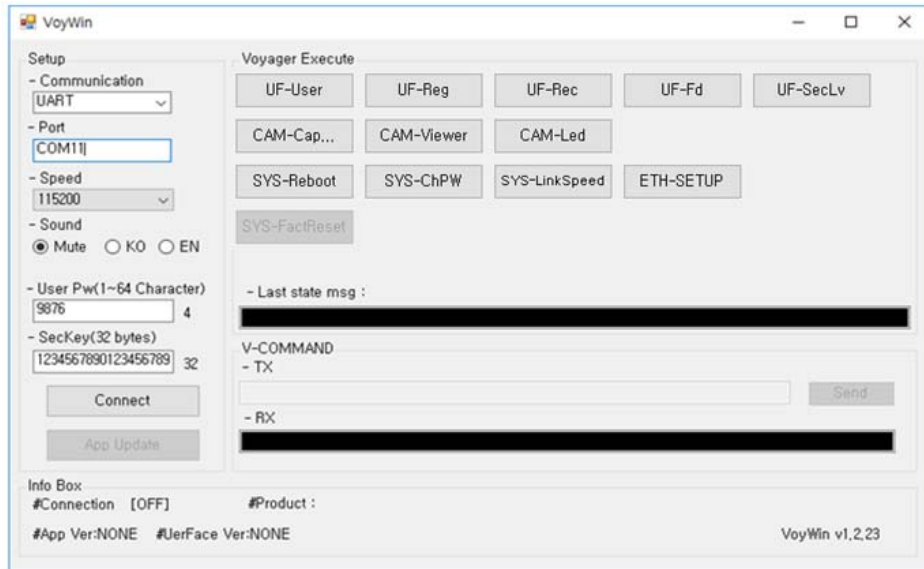 VoyWin
Setup
- Communication
UART
- Port
COM11
- Speed
115200
- Sound
Mute KO EN
- User Pw(1~64 Character)
9876 4
- SecKey(32 bytes)
1234567890123456789 32
Connect
App Update
Voyager Execute
UF-User UF-Reg UF-Rec UF-Fd UF-SecLv
CAM-Cap... CAM-Viewer CAM-Led
SYS-Reboot SYS-ChPW SYS-LinkSpeed ETH-SETUP
SYS-FactReset
- Last state msg :
V-COMMAND
- TX
Send
- RX
Info Box
#Connection [OFF] #Product :
#App Ver:NONE #UerFace Ver:NONE VoyWin v1.2.23